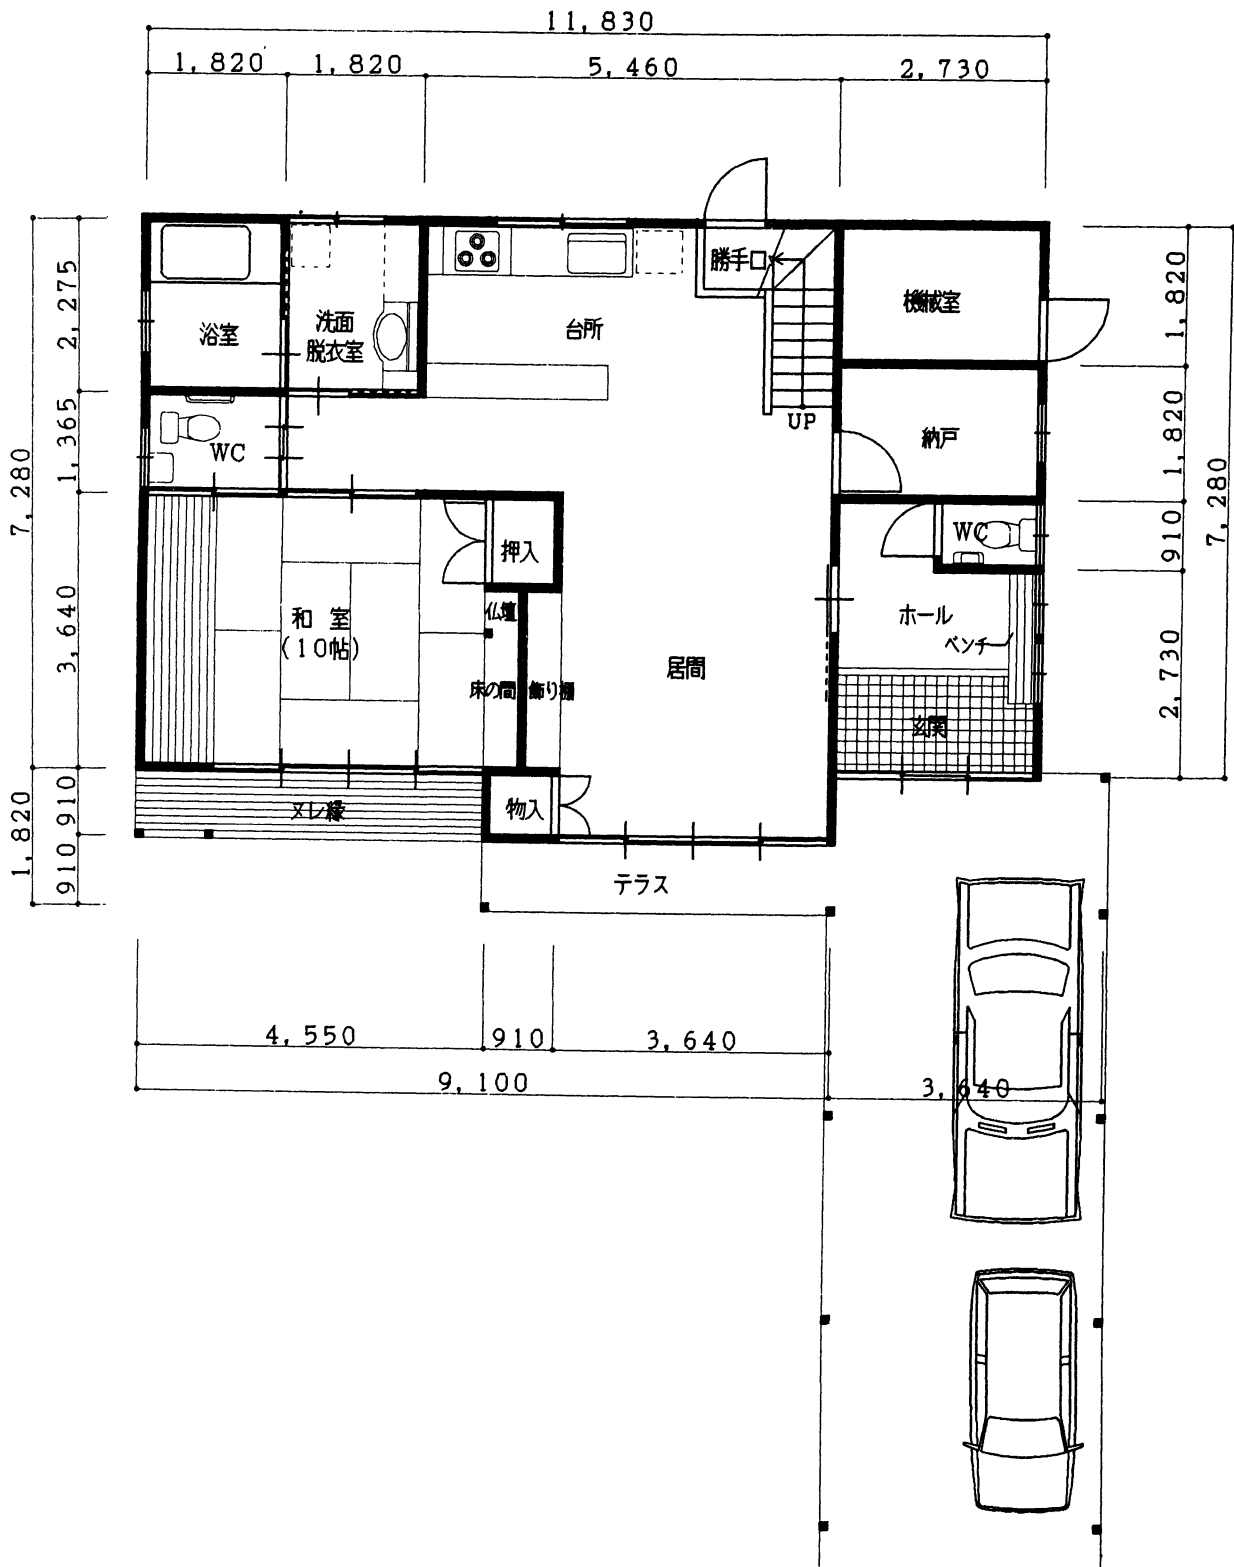 11,830
1,820
1,820
5,460
2,730
勝手口
機械室
浴室
洗面
脱衣室
台所
UP
納戸
WC
WC
押入
ホール
ベンチ
和室
(10帖)
仏壇
居間
床の間
飾り棚
玄関
ヌレ縁
物入
テラス
7,280
2,275
1,365
3,640
1,820
910
910
1,820
1,820
910
2,730
7,280
4,550
910
3,640
9,100
3,640